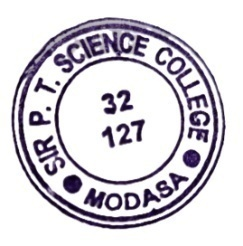 SIR P. T. SCIENCE COLLEGE
32
127
MODASA